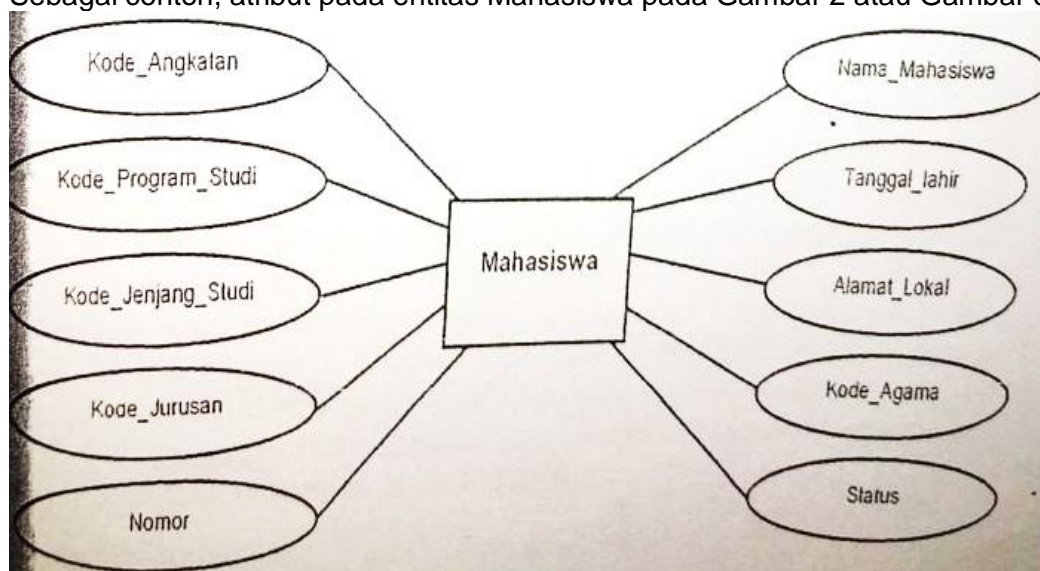 Sebagai contoh, atribut pada entitas Mahasiswa pada Gambar 2 atau Gambar
Kode_Angkatan
Kode_Program_Studi
Kode_Jenjang_Studi
Kode_Jurusan
Nomor
Mahasiswa
Nama_Mahasiswa
Tanggal_lahir
Alamat_Lokal
Kode_Agama
Status